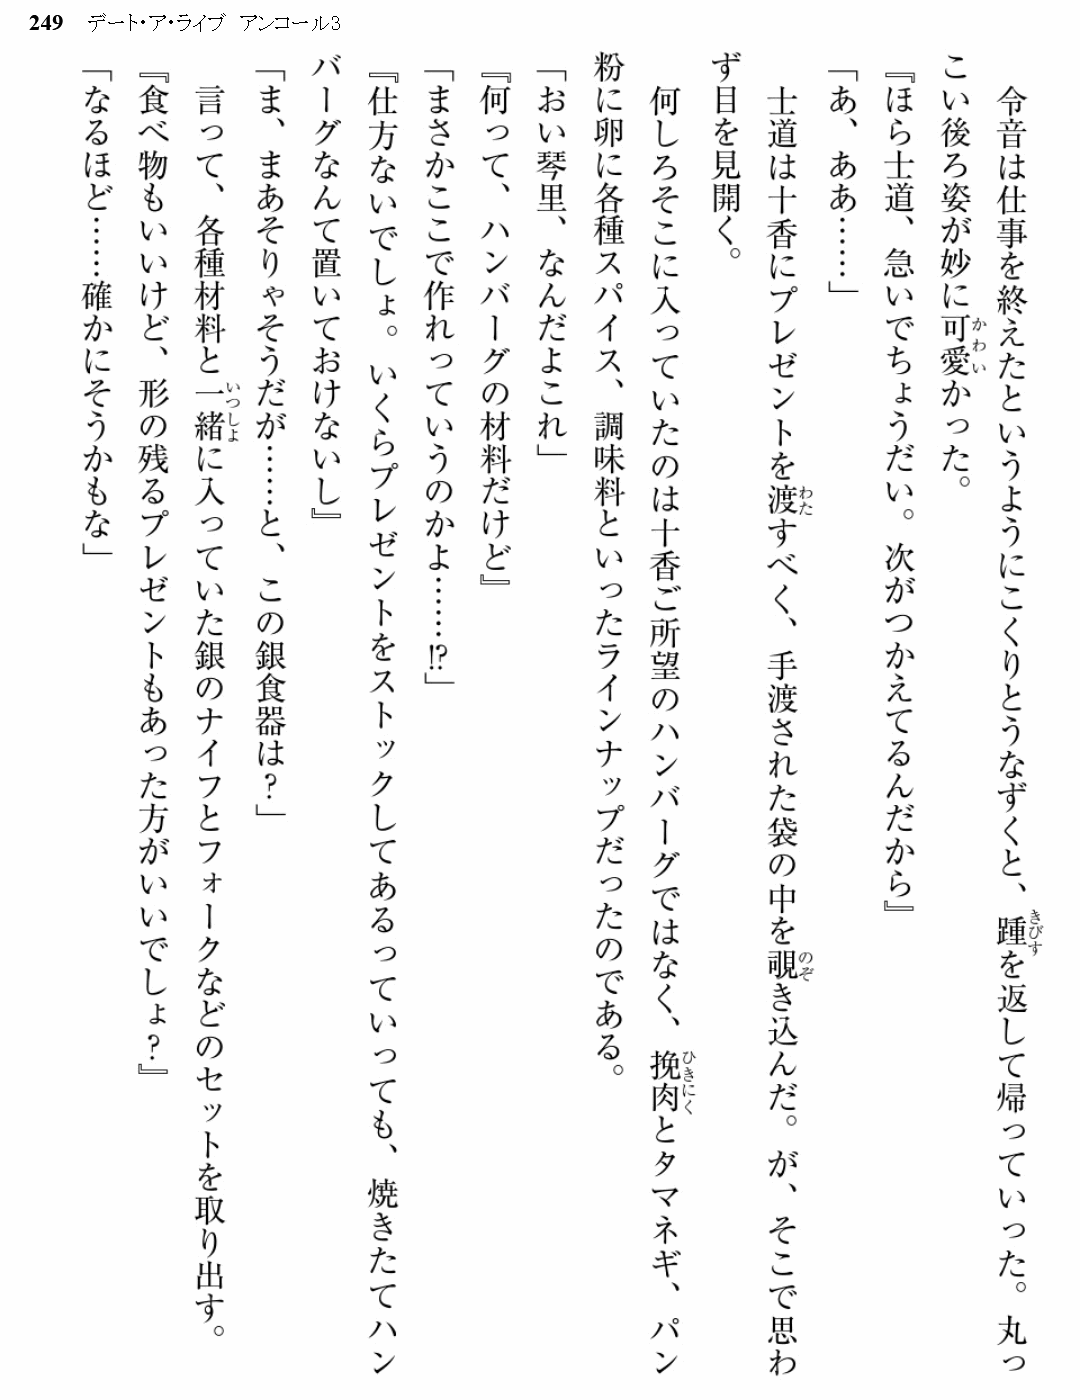 249 デート・ア・ライブ アンコール3
令音は仕事を終えたというようにこくりとうなずくと、踵を返して帰っていった。丸っ
こい後ろ姿が妙に可愛かった。
『ほら士道、急いでちょうだい。次がつかえてるんだから』
「あ、ああ……」
士道は十香にプレゼントを渡すべく、手渡された袋の中を覗き込んだ。が、そこで思わ
ず目を見開く。
何しろそこに入っていたのは十香ご所望のハンバーグではなく、挽肉とタマネギ、パン
粉に卵に各種スパイス、調味料といったラインナップだったのである。
「おい琴里、なんだよこれ」
『何って、ハンバーグの材料だけど』
「まさかここで作れっていうのかよ……!?」
『仕方ないでしょ。いくらプレゼントをストックしてあるっていっても、焼きたてハン
バーグなんて置いておけないし』
「ま、まあそりゃそうだが……と、この銀食器は?」
言って、各種材料と一緒に入っていた銀のナイフとフォークなどのセットを取り出す。
『食べ物もいいけど、形の残るプレゼントもあった方がいいでしょ?』
「なるほど……確かにそうかもな」